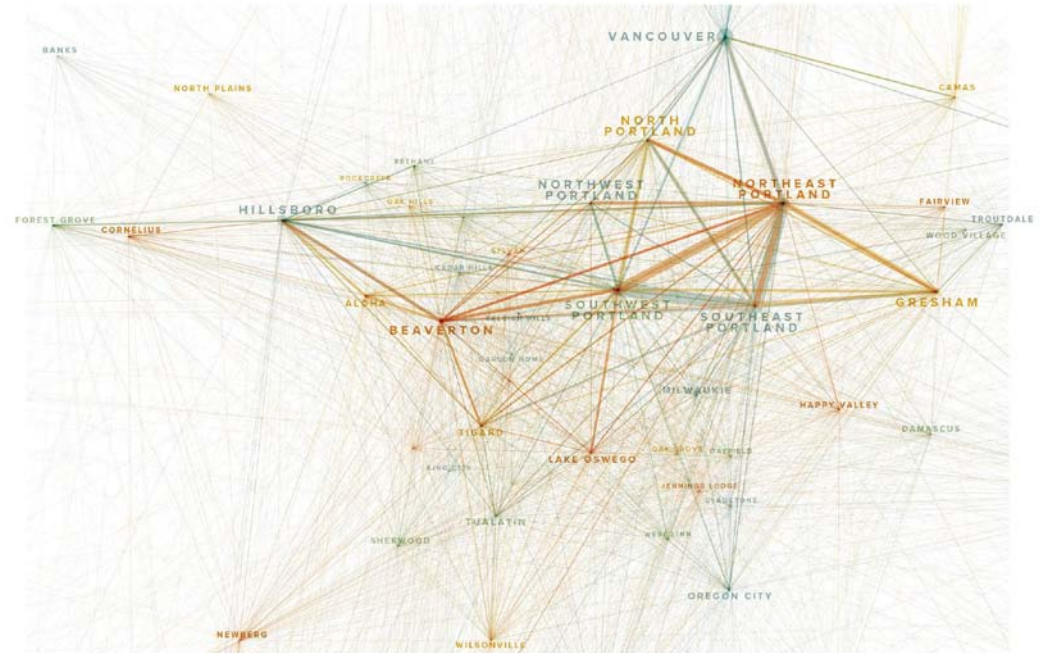 VANCOUVER
BANKS
NORTH PLAINS
CAMAS
NORTH
PORTLAND
BETHANY
ROCKCREEK
NORTHWEST
PORTLAND
NORTHEAST
PORTLAND
OAK HILLS
FAIRVIEW
HILLSBORO
FOREST GROVE
TROUTDALE
CORNELIUS
WOOD VILLAGE
SYLVAN
CEDAR HILLS
ALOHA
SOUTHWEST
PORTLAND
GRESHAM
RALEIGH HILLS
SOUTHEAST
PORTLAND
BEAVERTON
GARDEN HOME
MILWAUKIE
HAPPY VALLEY
DAMASCUS
TIGARD
OAK GROVE
OATFIELD
LAKE OSWEGO
KING CITY
JENNINGS LODGE
GLADSTONE
TUALATIN
WEST LINN
SHERWOOD
OREGON CITY
NEWBERG
WILSONVILLE